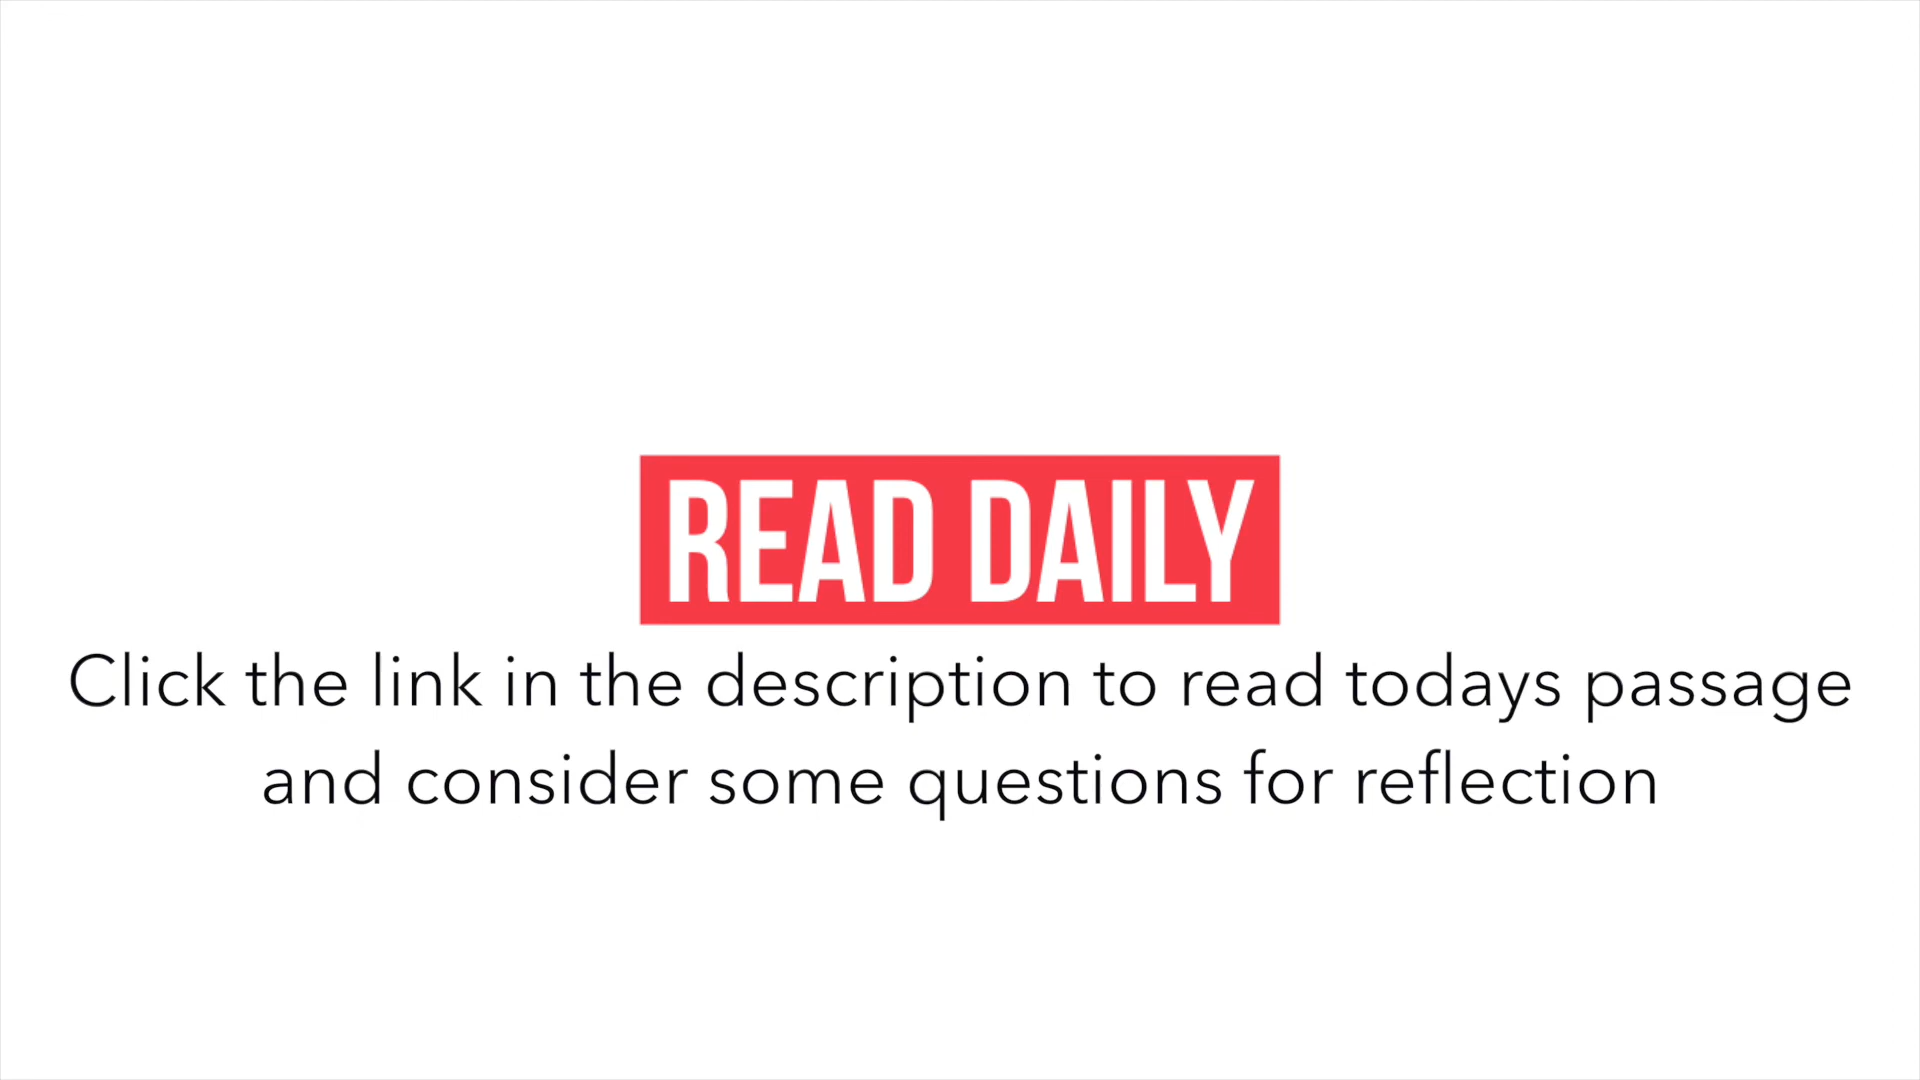 READ DAILY
Click the link in the description to read todays passage
and consider some questions for reflection